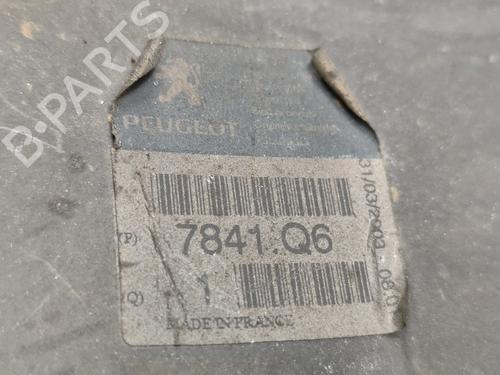 B-PARTS
PEUGEOT
(P) 7841.Q6
Q) 1
MADE IN FRANCE
31/03/2003